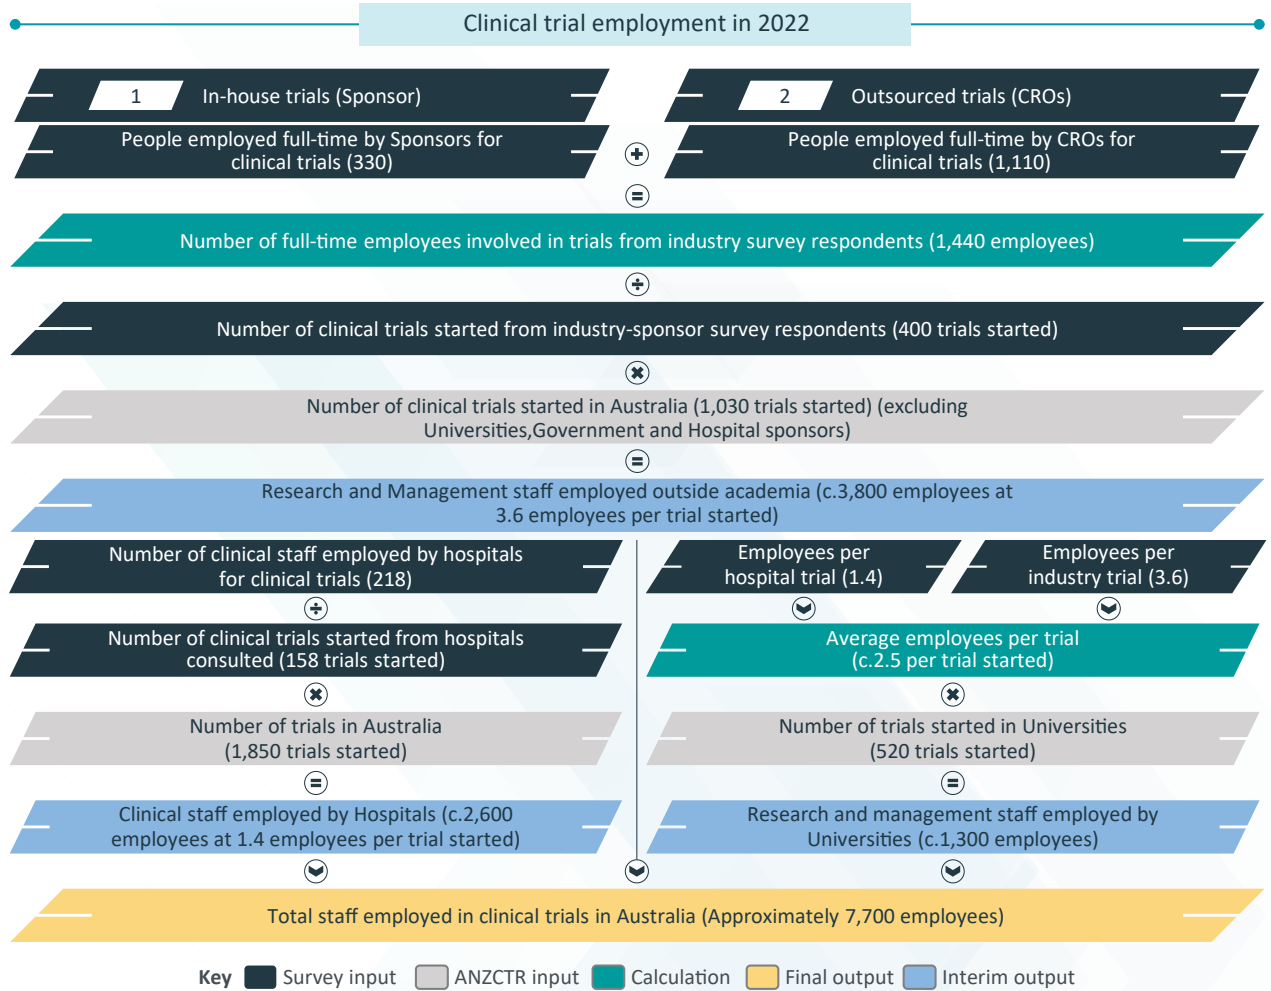 Clinical trial employment in 2022
1 In-house trials (Sponsor)
2 Outsourced trials (CROs)
People employed full-time by Sponsors for
clinical trials (330)
+
People employed full-time by CROs for
clinical trials (1,110)
=
Number of full-time employees involved in trials from industry survey respondents (1,440 employees)
÷
Number of clinical trials started from industry-sponsor survey respondents (400 trials started)
×
Number of clinical trials started in Australia (1,030 trials started) (excluding
Universities,Government and Hospital sponsors)
=
Research and Management staff employed outside academia (c.3,800 employees at
3.6 employees per trial started)
Number of clinical staff employed by hospitals
for clinical trials (218)
÷
Number of clinical trials started from hospitals
consulted (158 trials started)
×
Number of trials in Australia
(1,850 trials started)
=
Clinical staff employed by Hospitals (c.2,600
employees at 1.4 employees per trial started)
Employees per
hospital trial (1.4)
Employees per
industry trial (3.6)
Average employees per trial
(c.2.5 per trial started)
×
Number of trials started in Universities
(520 trials started)
=
Research and management staff employed by
Universities (c.1,300 employees)
Total staff employed in clinical trials in Australia (Approximately 7,700 employees)
Key Survey input ANZCTR input Calculation Final output Interim output